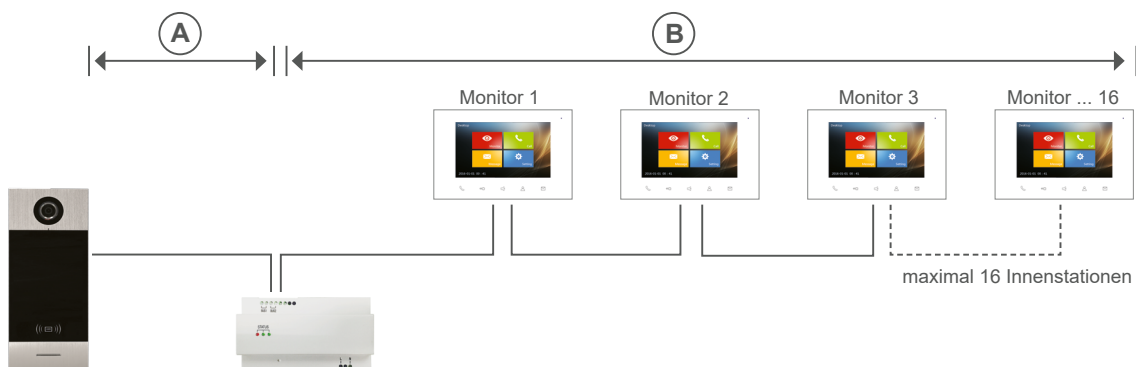 A
B
Monitor 1
Monitor 2
Monitor 3
Monitor ... 16
maximal 16 Innenstationen